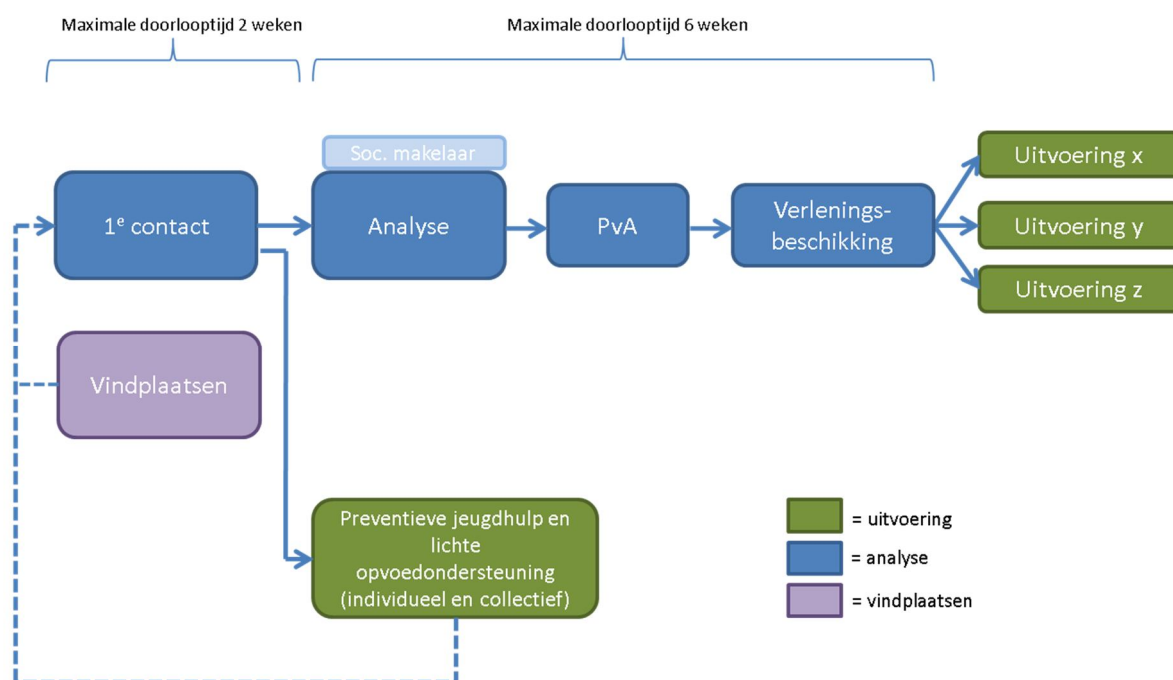 Maximale doorlooptijd 2 weken
Maximale doorlooptijd 6 weken
Soc. makelaar
1e contact
Analyse
PvA
Verlenings-
beschikking
Uitvoering x
Uitvoering y
Uitvoering z
Vindplaatsen
Preventieve jeugdhulp en
lichte
opvoedondersteuning
(individueel en collectief)
= uitvoering
= analyse
= vindplaatsen